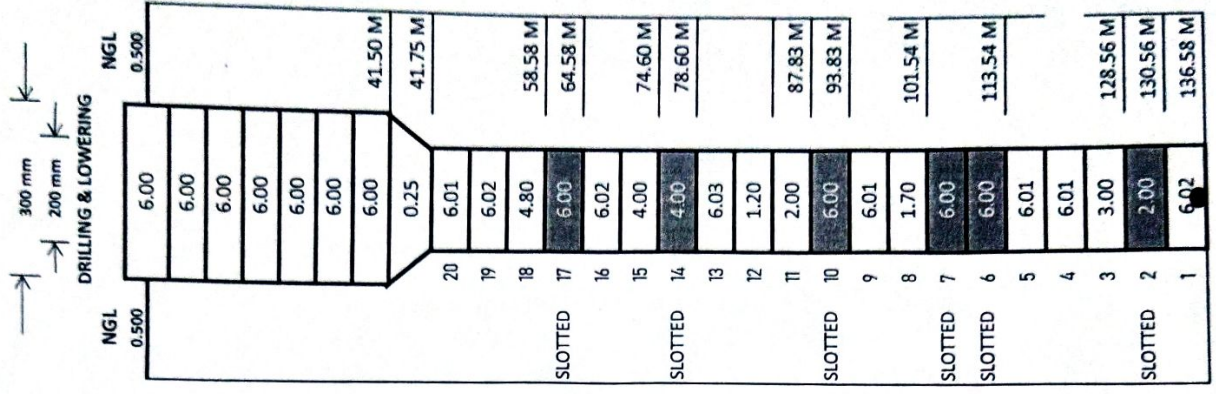 300 mm
200 mm
DRILLING & LOWERING
NGL
0.500
NGL
0.500
6.00
6.00
6.00
6.00
6.00
6.00
6.00
41.50 M
0.25
41.75 M
20 6.01
19 6.02
18 4.80 58.58 M
SLOTTED 17 6.00 64.58 M
16 6.02
15 4.00 74.60 M
SLOTTED 14 4.00 78.60 M
13 6.03
12 1.20
11 2.00 87.83 M
SLOTTED 10 6.00 93.83 M
9 6.01
8 1.70 101.54 M
SLOTTED 7 6.00
SLOTTED 6 6.00 113.54 M
5 6.01
4 6.01
3 3.00 128.56 M
SLOTTED 2 2.00 130.56 M
1 6.02 136.58 M